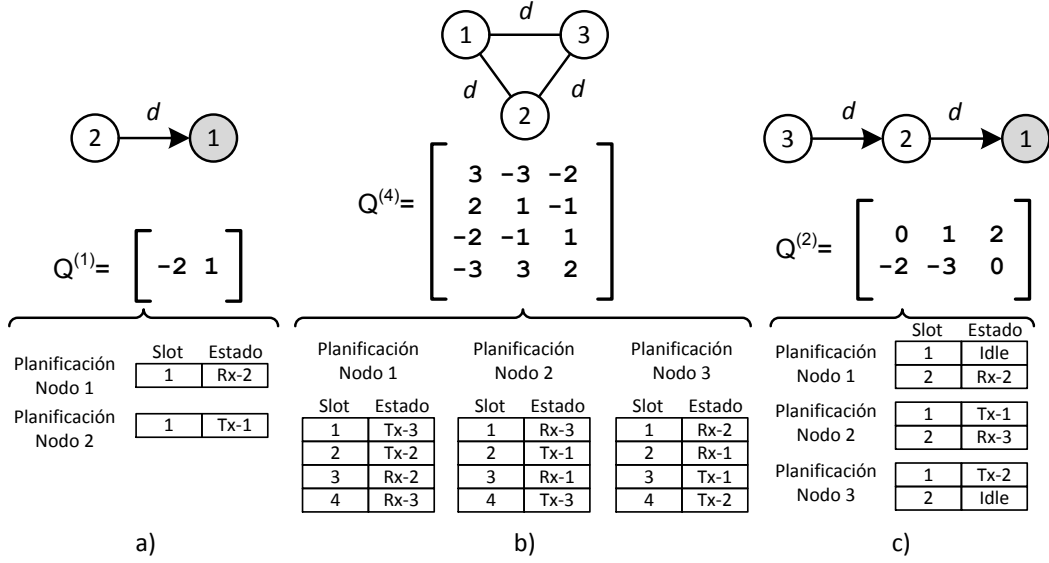 2 d 1
Q(1)= [ -2 1 ]
Planificación Nodo 1
Slot Estado
1 Rx-2
Planificación Nodo 2
1 Tx-1
a)
1 d 3
d d
2
Q(4)=
3 -3 -2
2 1 -1
-2 -1 1
-3 3 2
Planificación Nodo 1
Slot Estado
1 Tx-3
2 Tx-2
3 Rx-2
4 Rx-3
Planificación Nodo 2
Slot Estado
1 Rx-3
2 Tx-1
3 Rx-1
4 Tx-3
Planificación Nodo 3
Slot Estado
1 Rx-2
2 Rx-1
3 Tx-1
4 Tx-2
b)
3 d 2 d 1
Q(2)=
0 1 2
-2 -3 0
Slot Estado
Planificación Nodo 1
1 Idle
2 Rx-2
Planificación Nodo 2
1 Tx-1
2 Rx-3
Planificación Nodo 3
1 Tx-2
2 Idle
c)